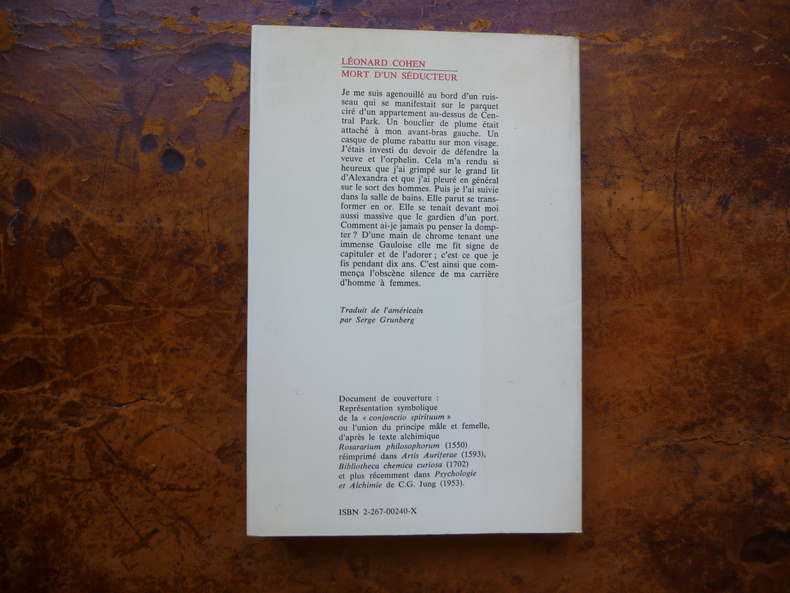 LÉONARD COHEN
MORT D'UN SÉDUCTEUR
Je me suis agenouillé au bord d'un ruis-
seau qui se manifestait sur le parquet
ciré d'un appartement au-dessus de Cen-
tral Park. Un bouclier de plume était
attaché à mon avant-bras gauche. Un
casque de plume rabattu sur mon visage.
J'étais investi du devoir de défendre la
veuve et l'orphelin. Cela m'a rendu si
heureux que j'ai grimpé sur le grand lit
d'Alexandra et que j'ai pleuré en général
sur le sort des hommes. Puis je l'ai suivie
dans la salle de bains. Elle parut se trans-
former en or. Elle se tenait devant moi
aussi massive que le gardien d'un port.
Comment ai-je jamais pu penser la domp-
ter ? D'une main de chrome tenant une
immense Gauloise elle me fit signe de
capituler et de l'adorer ; c'est ce que je
fis pendant dix ans. C'est ainsi que com-
mença l'obscène silence de ma carrière
d'homme à femmes.
Traduit de l'américain
par Serge Grunberg
Document de couverture :
Représentation symbolique
de la « conjonctio spirituum »
ou l'union du principe mâle et femelle,
d'après le texte alchimique
Rosararium philosophorum (1550)
réimprimé dans Artis Auriferae (1593),
Bibliotheca chemica curiosa (1702)
et plus récemment dans Psychologie
et Alchimie de C.G. Jung (1953).
ISBN 2-267-00240-X